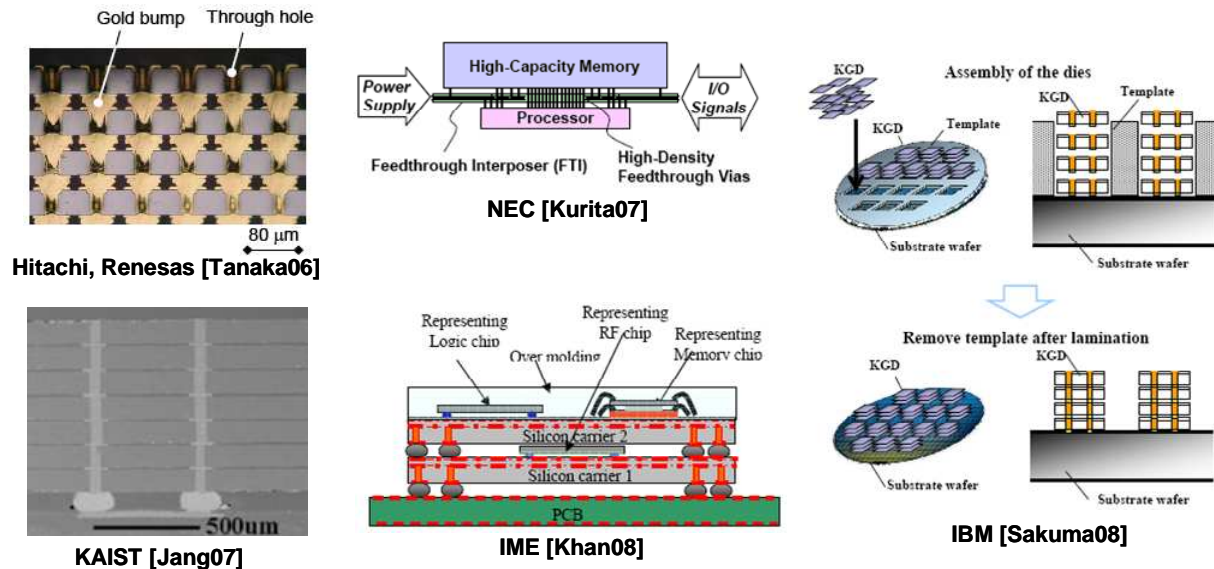 Gold bump
Through hole
80 μm
Hitachi, Renesas [Tanaka06]
High-Capacity Memory
Power
Supply
I/O
Signals
Processor
Feedthrough Interposer (FTI)
High-Density
Feedthrough Vias
NEC [Kurita07]
KGD
Assembly of the dies
KGD
Template
KGD
Template
Substrate wafer
Substrate wafer
500um
KAIST [Jang07]
Representing
Logic chip
Representing
RF chip
Representing
Memory chip
Over molding
Silicon carrier 2
Silicon carrier 1
PCB
IME [Khan08]
Remove template after lamination
KGD
KGD
Substrate wafer
Substrate wafer
IBM [Sakuma08]